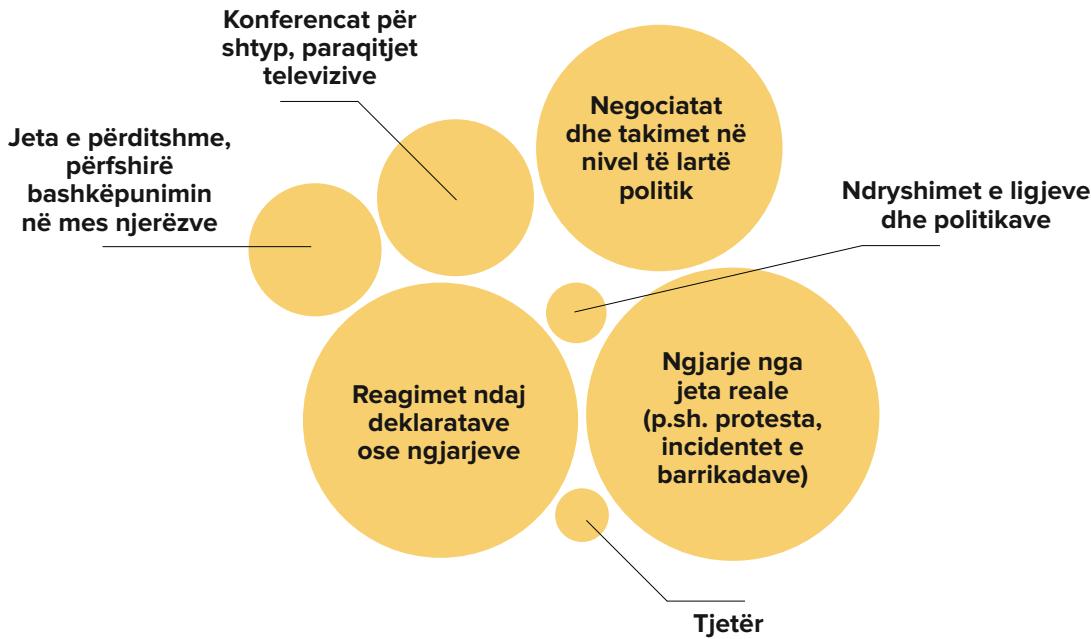 Konferencat për
shtyp, paraqitjet
televizive
Negociatat
dhe takimet në
nivel të lartë
politik
Jeta e përditshme,
përfshirë
bashkëpunimin
në mes njerëzve
Ndryshimet e ligjeve
dhe politikave
Reagimet ndaj
deklaratave
ose ngjarjeve
Ngjarje nga
jeta reale
(p.sh. protesta,
incidentet e
barrikadave)
Tjetër